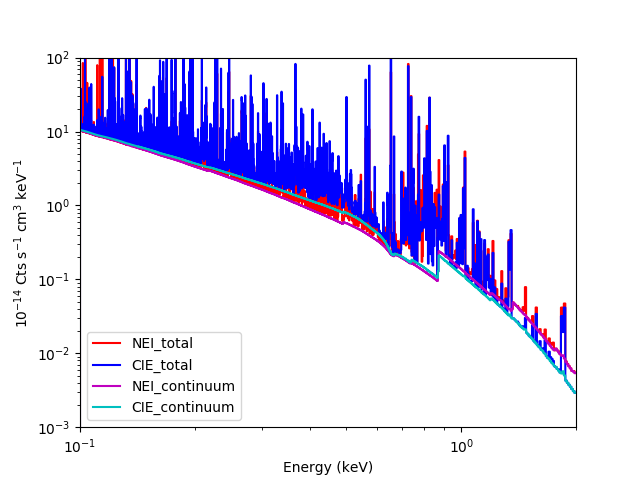 10²
10¹
10⁰
10⁻¹
10⁻²
10⁻³
10⁻¹⁴ Cts s⁻¹ cm³ keV⁻¹
NEI_total
CIE_total
NEI_continuum
CIE_continuum
10⁻¹ 10⁰
Energy (keV)